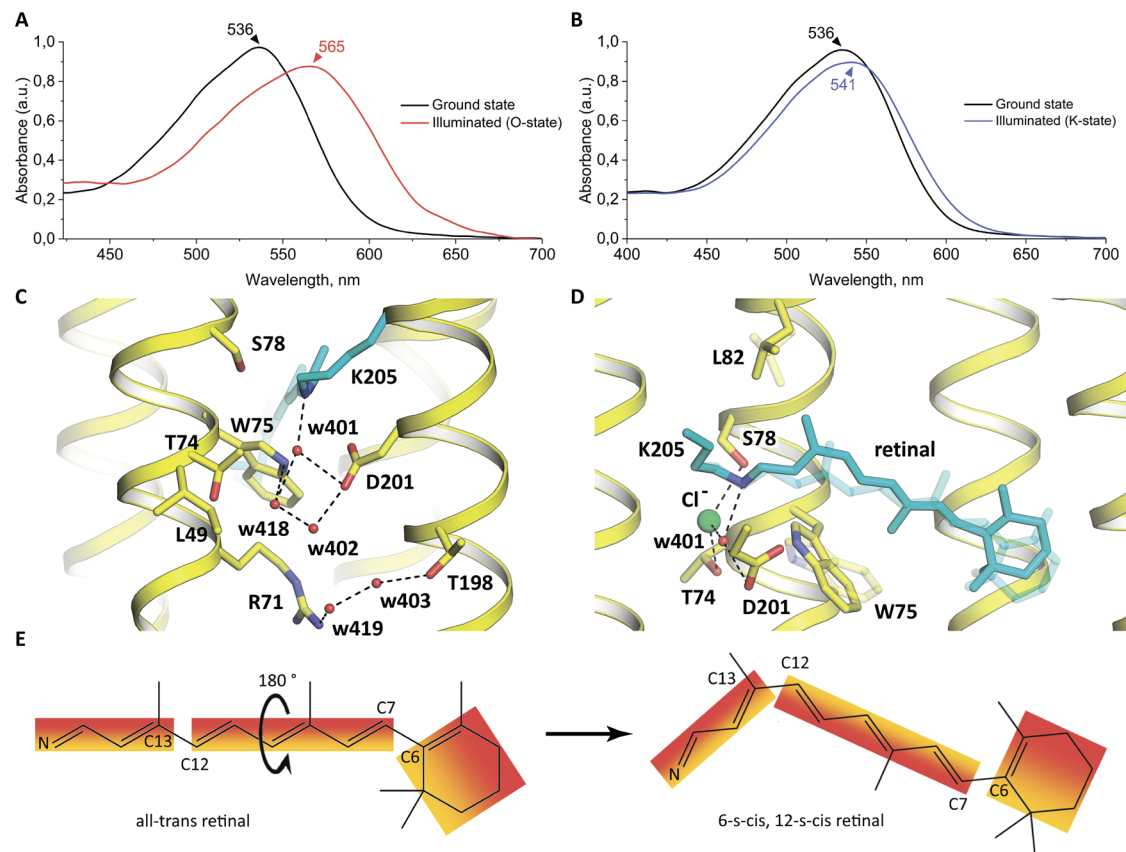 A
536
565
1,0
0,8
0,6
0,4
0,2
0,0
Absorbance (a.u.)
Ground state
Illuminated (O-state)
450
500
550
600
650
700
Wavelength, nm
B
536
541
1,0
0,8
0,6
0,4
0,2
0,0
Absorbance (a.u.)
Ground state
Illuminated (K-state)
400
450
500
550
600
650
700
Wavelength, nm
C
S78
K205
W75
w401
T74
D201
w418
L49
w402
R71
w403
T198
w419
D
L82
K205
S78
retinal
Cl-
w401
T74
D201
W75
E
180 °
C7
N
C13
C12
C6
all-trans retinal
C13
C12
N
C7
C6
6-s-cis, 12-s-cis retinal